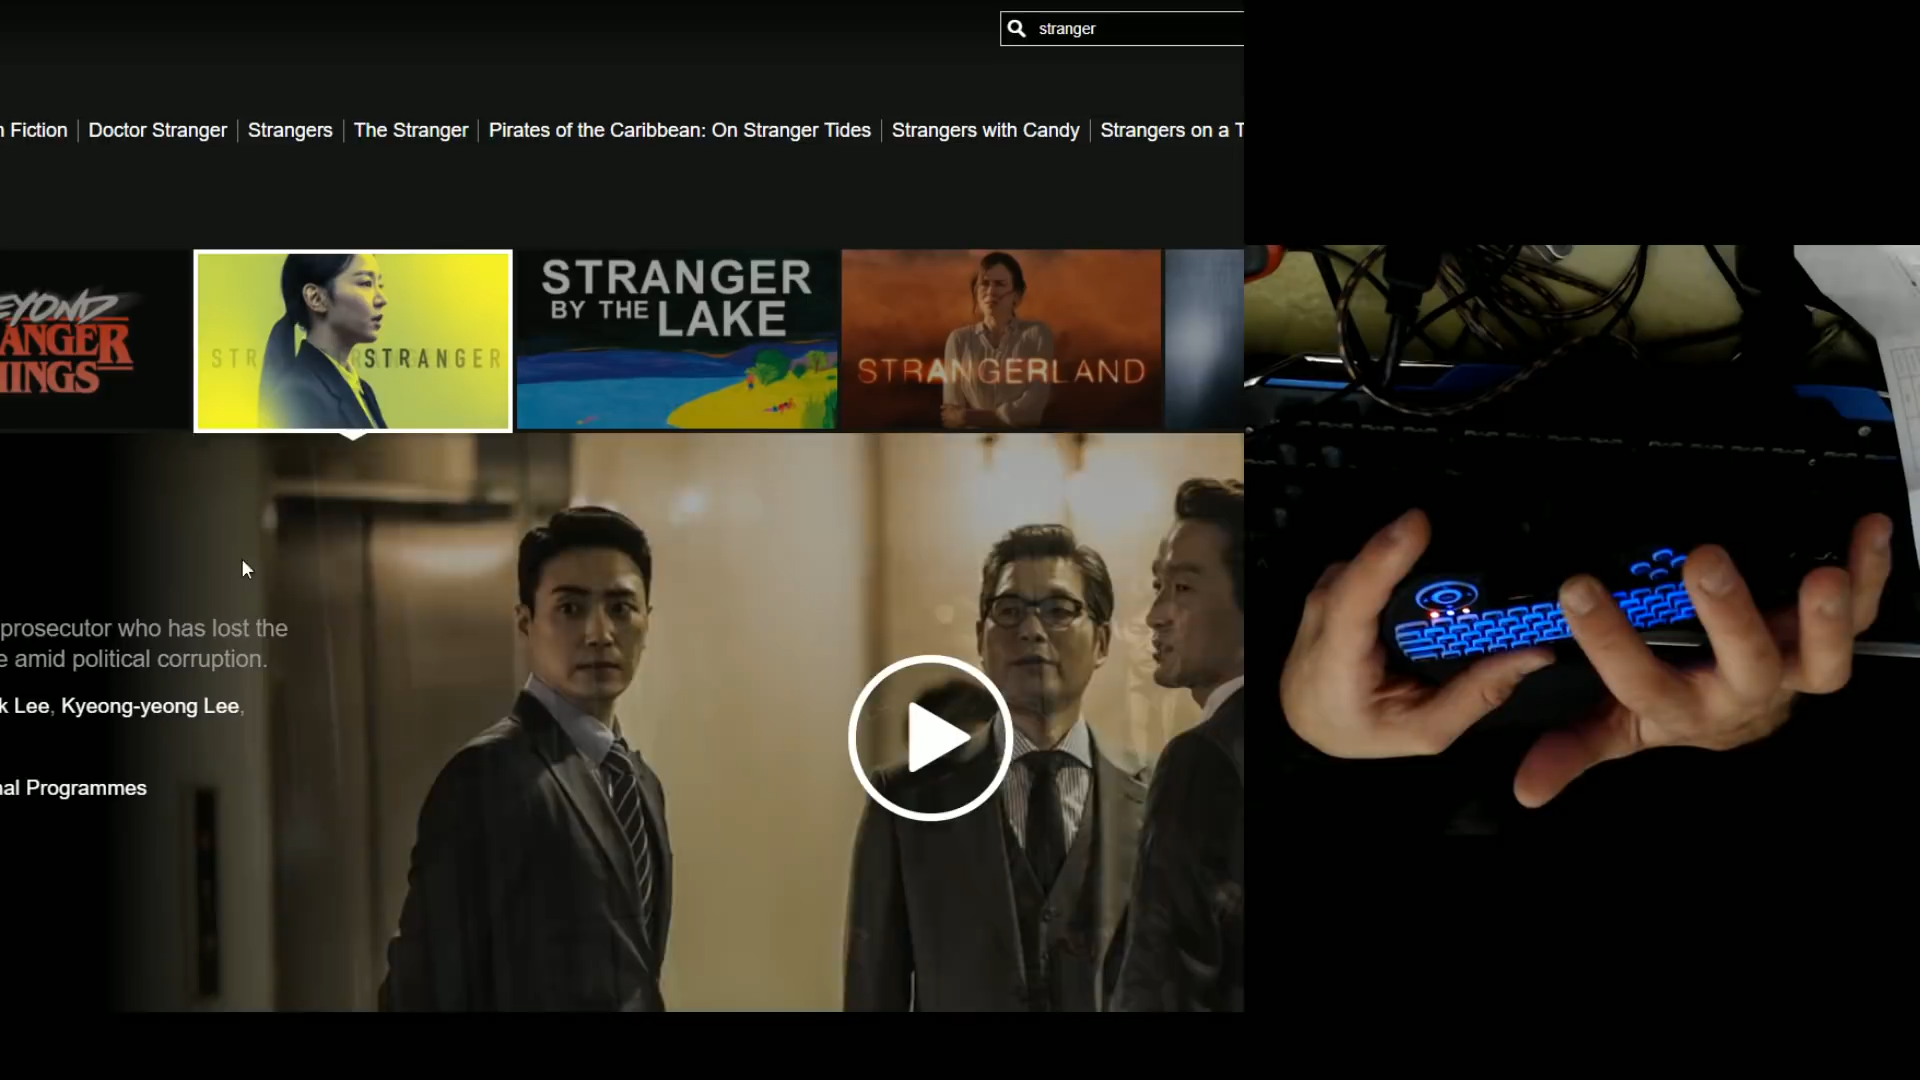 stranger
n Fiction | Doctor Stranger | Strangers | The Stranger | Pirates of the Caribbean: On Stranger Tides | Strangers with Candy | Strangers on a T
EYOND
ANGER
INGS
STR
STRANGER
STRANGER
BY THE LAKE
STRANGERLAND
prosecutor who has lost the
e amid political corruption.
k Lee, Kyeong-yeong Lee,
nal Programmes